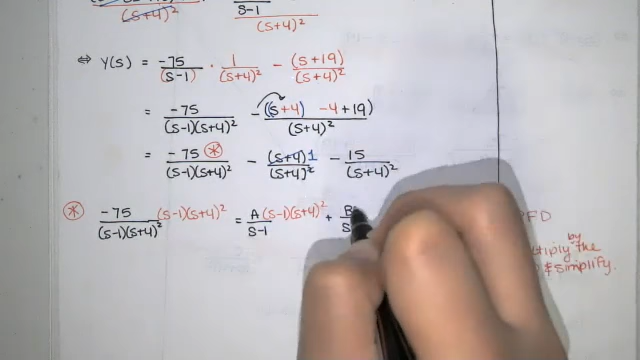 (s+4)²
s-1
(s+4)²
⇔ Y(s) = -75/(s-1) · 1/(s+4)² - (s+19)/(s+4)²
= -75/((s-1)(s+4)²) - ((s+4) -4+19)/(s+4)²
= -75 ⊛/((s-1)(s+4)²) - (s+4) 1/(s+4)² - 15/(s+4)²
⊛ -75/((s-1)(s+4)²) (s-1)(s+4)² = A/(s-1) (s-1)(s+4)² + B/s
PFD
by
the
& simplify.